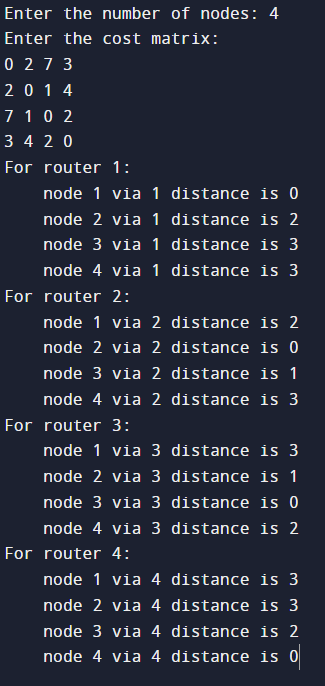 Enter the number of nodes: 4
Enter the cost matrix:
0 2 7 3
2 0 1 4
7 1 0 2
3 4 2 0
For router 1:
    node 1 via 1 distance is 0
    node 2 via 1 distance is 2
    node 3 via 1 distance is 3
    node 4 via 1 distance is 3
For router 2:
    node 1 via 2 distance is 2
    node 2 via 2 distance is 0
    node 3 via 2 distance is 1
    node 4 via 2 distance is 3
For router 3:
    node 1 via 3 distance is 3
    node 2 via 3 distance is 1
    node 3 via 3 distance is 0
    node 4 via 3 distance is 2
For router 4:
    node 1 via 4 distance is 3
    node 2 via 4 distance is 3
    node 3 via 4 distance is 2
    node 4 via 4 distance is 0